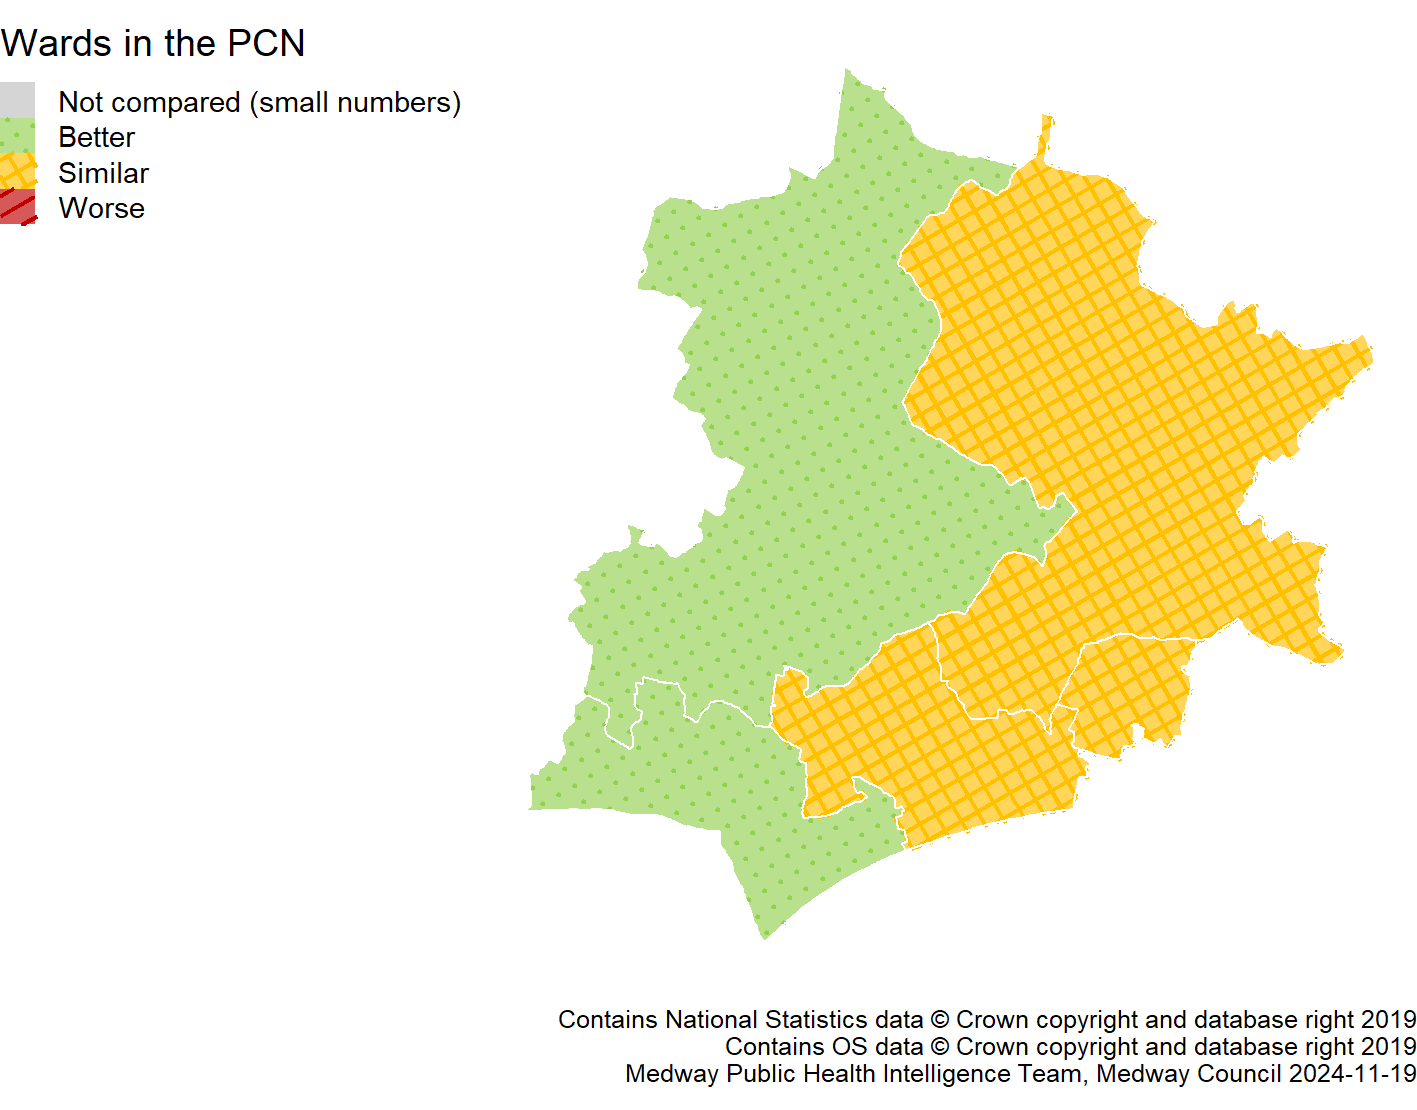 Wards in the PCN
Not compared (small numbers)
Better
Similar
Worse
Contains National Statistics data © Crown copyright and database right 2019
Contains OS data © Crown copyright and database right 2019
Medway Public Health Intelligence Team, Medway Council 2024-11-19